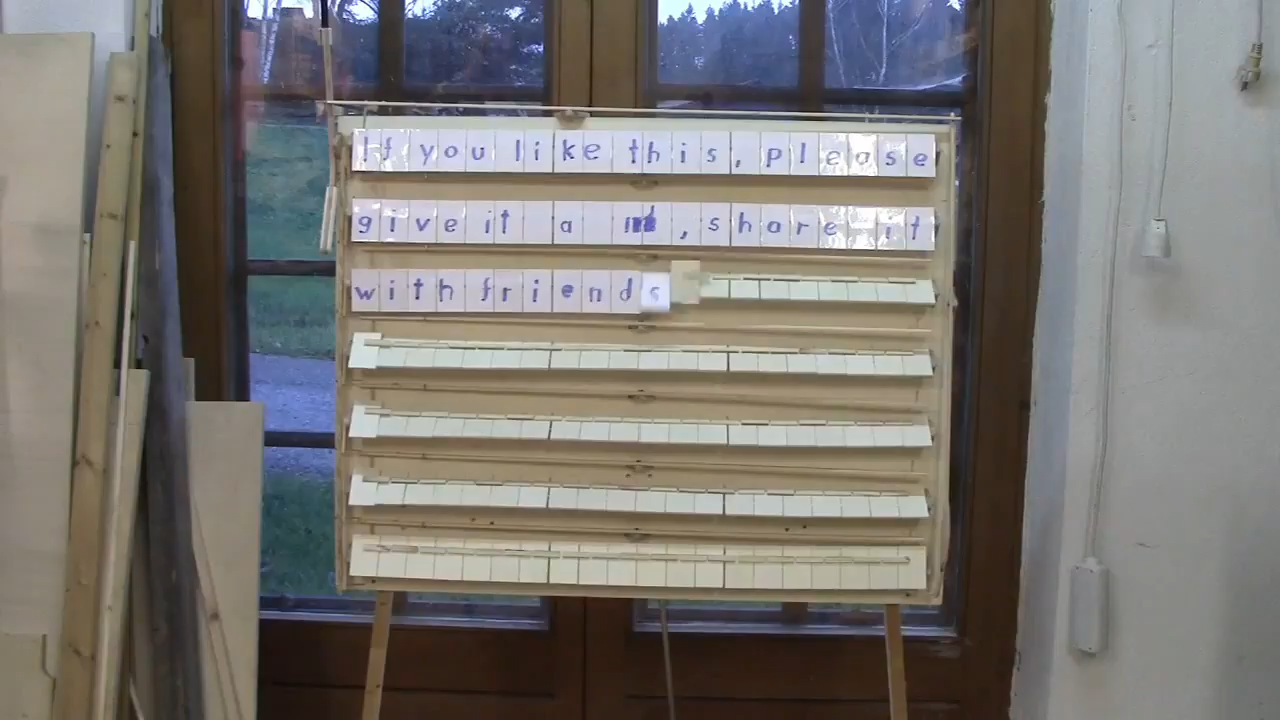 If you like this, please
give it a , share it
with friends